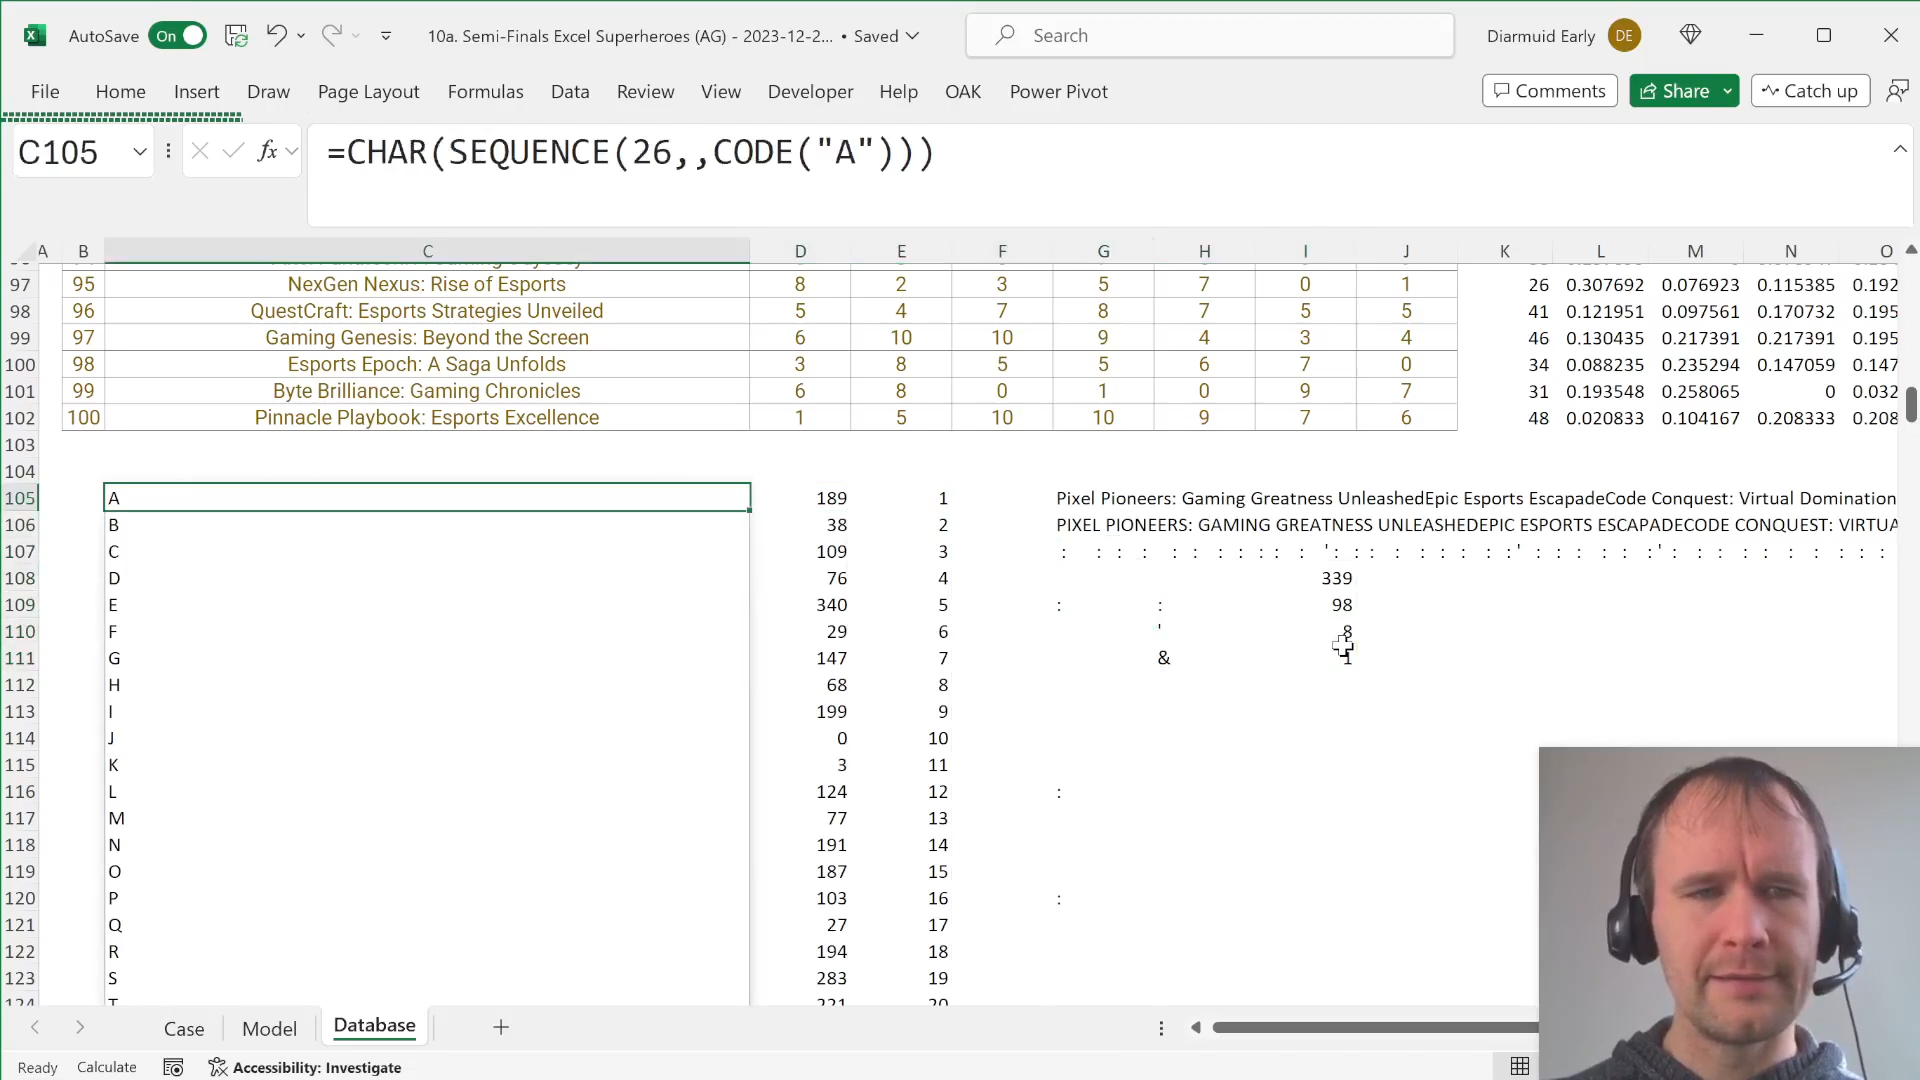 AutoSave On 10a. Semi-Finals Excel Superheroes (AG) - 2023-12-2... • Saved Search Diarmuid Early DE
File Home Insert Draw Page Layout Formulas Data Review View Developer Help OAK Power Pivot Comments Share Catch up
C105 fx =CHAR(SEQUENCE(26,,CODE("A")))
A B C D E F G H I J K L M N O
97 95 NexGen Nexus: Rise of Esports 8 2 3 5 7 0 1 26 0.307692 0.076923 0.115385 0.192
98 96 QuestCraft: Esports Strategies Unveiled 5 4 7 8 7 5 5 41 0.121951 0.097561 0.170732 0.195
99 97 Gaming Genesis: Beyond the Screen 6 10 10 9 4 3 4 46 0.130435 0.217391 0.217391 0.195
100 98 Esports Epoch: A Saga Unfolds 3 8 5 5 6 7 0 34 0.088235 0.235294 0.147059 0.147
101 99 Byte Brilliance: Gaming Chronicles 6 8 0 1 0 9 7 31 0.193548 0.258065 0 0.032
102 100 Pinnacle Playbook: Esports Excellence 1 5 10 10 9 7 6 48 0.020833 0.104167 0.208333 0.208
103
104
105 A 189 1 Pixel Pioneers: Gaming Greatness UnleashedEpic Esports EscapadeCode Conquest: Virtual Domination
106 B 38 2 PIXEL PIONEERS: GAMING GREATNESS UNLEASHEDEPIC ESPORTS ESCAPADECODE CONQUEST: VIRTUA
107 C 109 3 : : : : : : : : : : : ': : : : : : : : :' : : : : : :' : : : : : : : : :
108 D 76 4 339
109 E 340 5 : : 98
110 F 29 6 ' 8
111 G 147 7 & 1
112 H 68 8
113 I 199 9
114 J 0 10
115 K 3 11
116 L 124 12 :
117 M 77 13
118 N 191 14
119 O 187 15
120 P 103 16 :
121 Q 27 17
122 R 194 18
123 S 283 19
124 T 221 20
Case Model Database
Ready Calculate Accessibility: Investigate